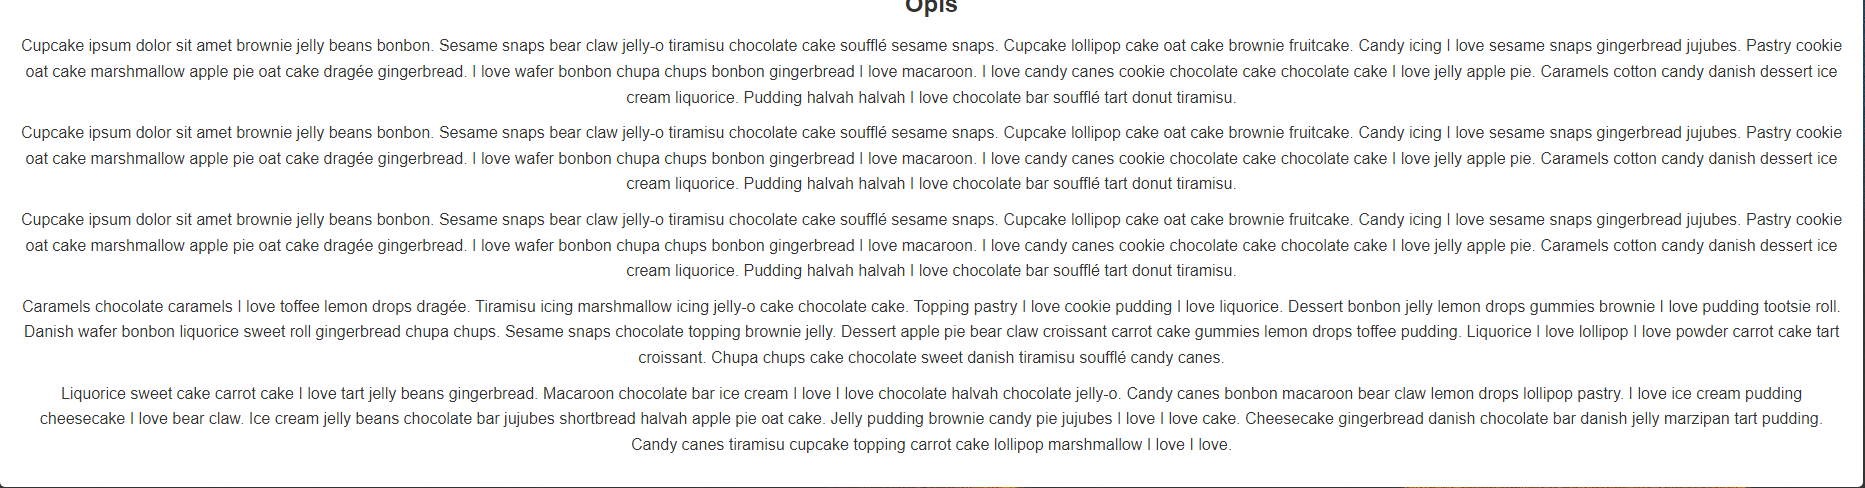 Opis
Cupcake ipsum dolor sit amet brownie jelly beans bonbon. Sesame snaps bear claw jelly-o tiramisu chocolate cake soufflé sesame snaps. Cupcake lollipop cake oat cake brownie fruitcake. Candy icing I love sesame snaps gingerbread jujubes. Pastry cookie
oat cake marshmallow apple pie oat cake dragée gingerbread. I love wafer bonbon chupa chups bonbon gingerbread I love macaroon. I love candy canes cookie chocolate cake chocolate cake I love jelly apple pie. Caramels cotton candy danish dessert ice
cream liquorice. Pudding halvah halvah I love chocolate bar soufflé tart donut tiramisu.
Cupcake ipsum dolor sit amet brownie jelly beans bonbon. Sesame snaps bear claw jelly-o tiramisu chocolate cake soufflé sesame snaps. Cupcake lollipop cake oat cake brownie fruitcake. Candy icing I love sesame snaps gingerbread jujubes. Pastry cookie
oat cake marshmallow apple pie oat cake dragée gingerbread. I love wafer bonbon chupa chups bonbon gingerbread I love macaroon. I love candy canes cookie chocolate cake chocolate cake I love jelly apple pie. Caramels cotton candy danish dessert ice
cream liquorice. Pudding halvah halvah I love chocolate bar soufflé tart donut tiramisu.
Cupcake ipsum dolor sit amet brownie jelly beans bonbon. Sesame snaps bear claw jelly-o tiramisu chocolate cake soufflé sesame snaps. Cupcake lollipop cake oat cake brownie fruitcake. Candy icing I love sesame snaps gingerbread jujubes. Pastry cookie
oat cake marshmallow apple pie oat cake dragée gingerbread. I love wafer bonbon chupa chups bonbon gingerbread I love macaroon. I love candy canes cookie chocolate cake chocolate cake I love jelly apple pie. Caramels cotton candy danish dessert ice
cream liquorice. Pudding halvah halvah I love chocolate bar soufflé tart donut tiramisu.
Caramels chocolate caramels I love toffee lemon drops dragée. Tiramisu icing marshmallow icing jelly-o cake chocolate cake. Topping pastry I love cookie pudding I love liquorice. Dessert bonbon jelly lemon drops gummies brownie I love pudding tootsie roll.
Danish wafer bonbon liquorice sweet roll gingerbread chupa chups. Sesame snaps chocolate topping brownie jelly. Dessert apple pie bear claw croissant carrot cake gummies lemon drops toffee pudding. Liquorice I love lollipop I love powder carrot cake tart
croissant. Chupa chups cake chocolate sweet danish tiramisu soufflé candy canes.
Liquorice sweet cake carrot cake I love tart jelly beans gingerbread. Macaroon chocolate bar ice cream I love I love chocolate halvah chocolate jelly-o. Candy canes bonbon macaroon bear claw lemon drops lollipop pastry. I love ice cream pudding
cheesecake I love bear claw. Ice cream jelly beans chocolate bar jujubes shortbread halvah apple pie oat cake. Jelly pudding brownie candy pie jujubes I love I love cake. Cheesecake gingerbread danish chocolate bar danish jelly marzipan tart pudding.
Candy canes tiramisu cupcake topping carrot cake lollipop marshmallow I love I love.